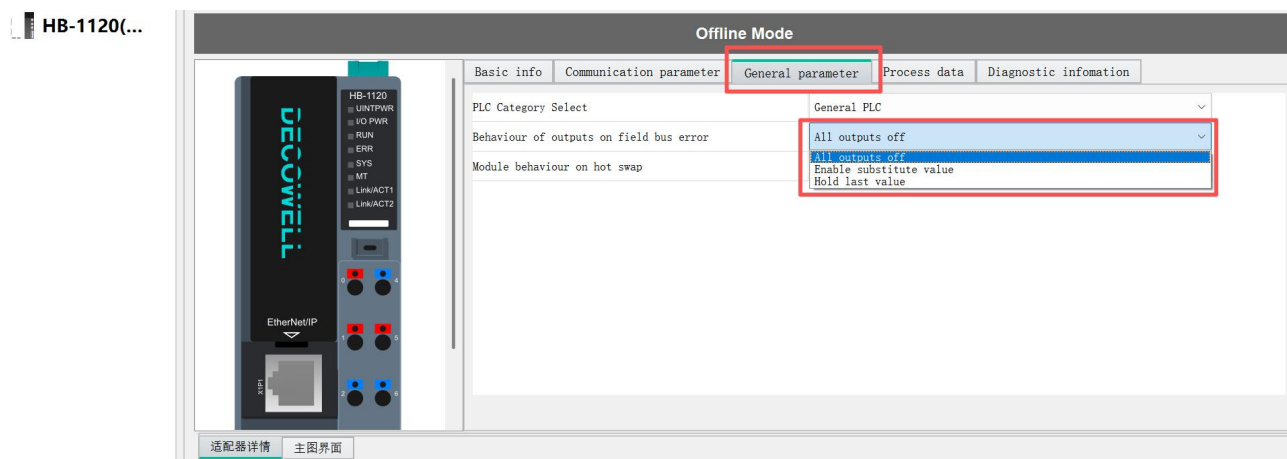 HB-1120(...
Offline Mode
Basic info
Communication parameter
General parameter
Process data
Diagnostic infomation
PLC Category Select
General PLC
Behaviour of outputs on field bus error
All outputs off
All outputs off
Enable substitute value
Hold last value
Module behaviour on hot swap
DECOWELL
HB-1120
UINTPWR
I/O PWR
RUN
ERR
SYS
MT
Link/ACT1
Link/ACT2
0
4
EtherNet/IP
1
5
X1P1
2
6
适配器详情
主图界面